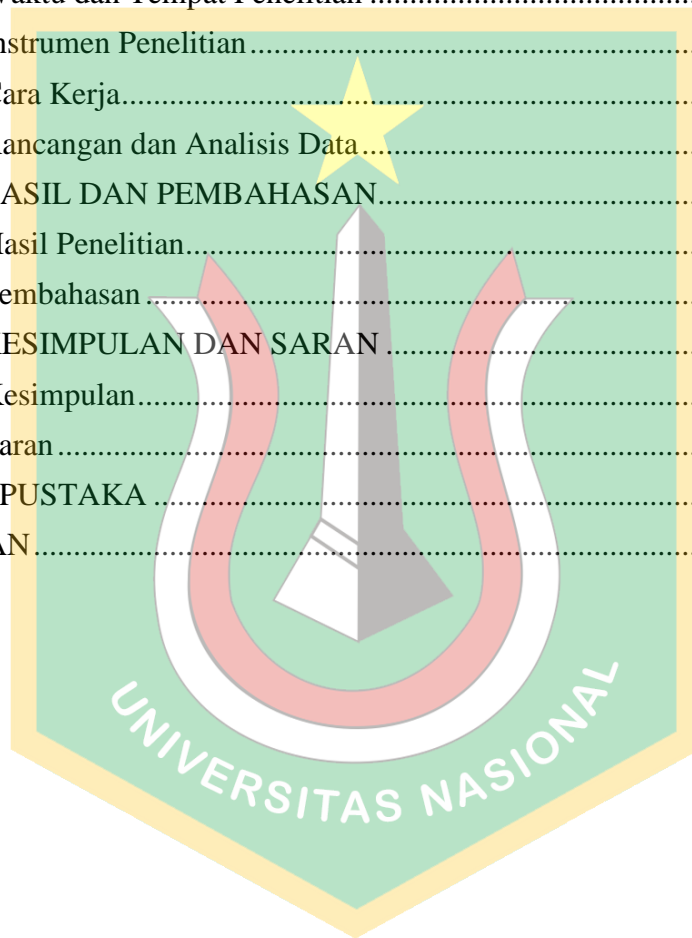 Waktu dan Tempat Penelitian ........................................
nstrumen Penelitian ........................................................
Cara Kerja.........................................................................
ancangan dan Analisis Data ..........................................
ASIL DAN PEMBAHASAN........................................
Hasil Penelitian.................................................................
embahasan .......................................................................
ESIMPULAN DAN SARAN .......................................
Kesimpulan.......................................................................
aran ..................................................................................
PUSTAKA ......................................................................
AN .....................................................................................
UNIVERSITAS NASIONAL